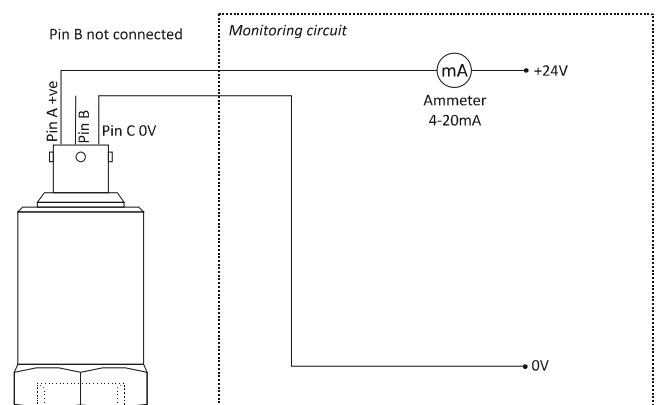 Pin B not connected
Monitoring circuit
mA
+24V
Ammeter
4-20mA
Pin A +ve
Pin B
Pin C 0V
0V